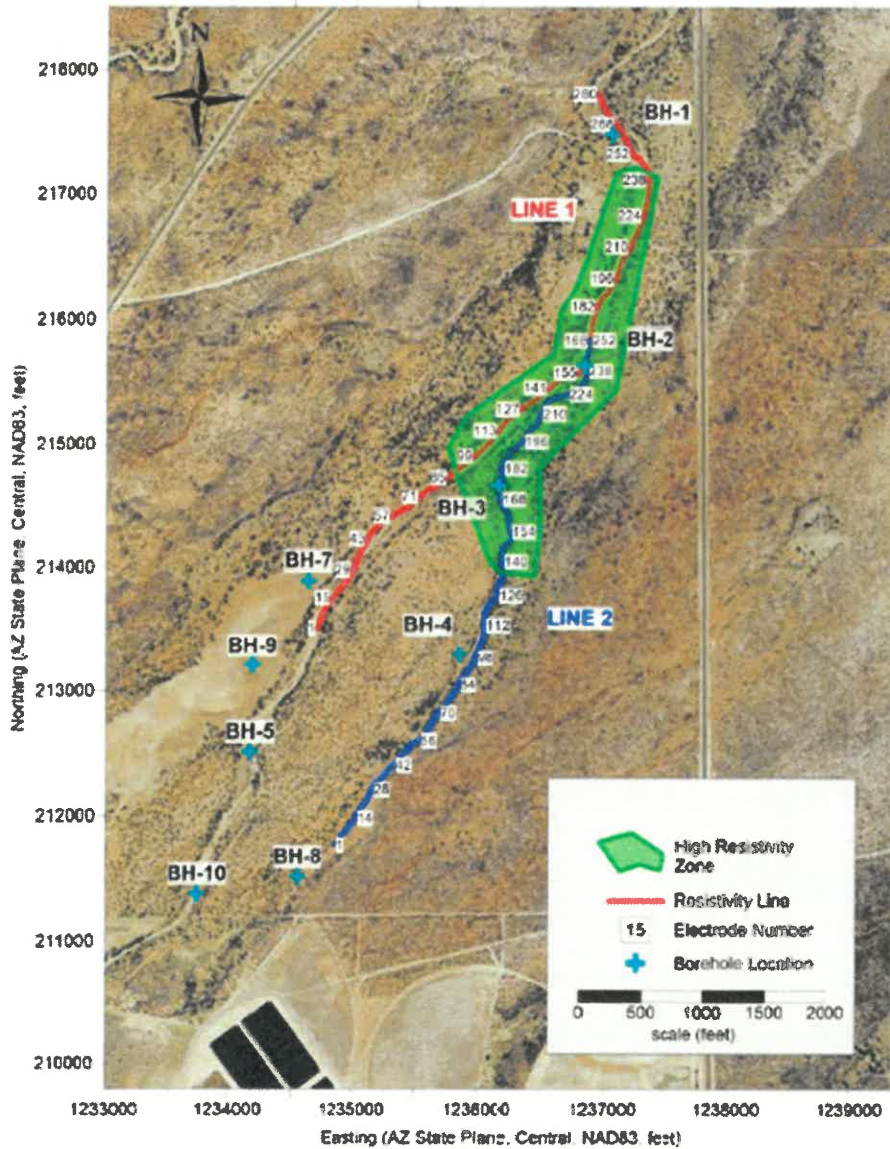 N
218000
217000
216000
215000
214000
213000
212000
211000
210000
Northing (AZ State Plane, Central, NAD83, feet)
280
266
BH-1
252
238
LINE 1
224
210
196
182
168
252
BH-2
155
238
141
224
127
210
113
196
99
182
85
71
168
BH-3
57
154
43
140
BH-7
29
126
15
1
112
LINE 2
BH-4
98
BH-9
84
70
BH-5
56
42
28
14
1
BH-8
BH-10
High Resistivity
Zone
Resistivity Line
15 Electrode Number
Borehole Location
0 500 1000 1500 2000
scale (feet)
1233000 1234000 1235000 1236000 1237000 1238000 1239000
Easting (AZ State Plane, Central, NAD83, feet)